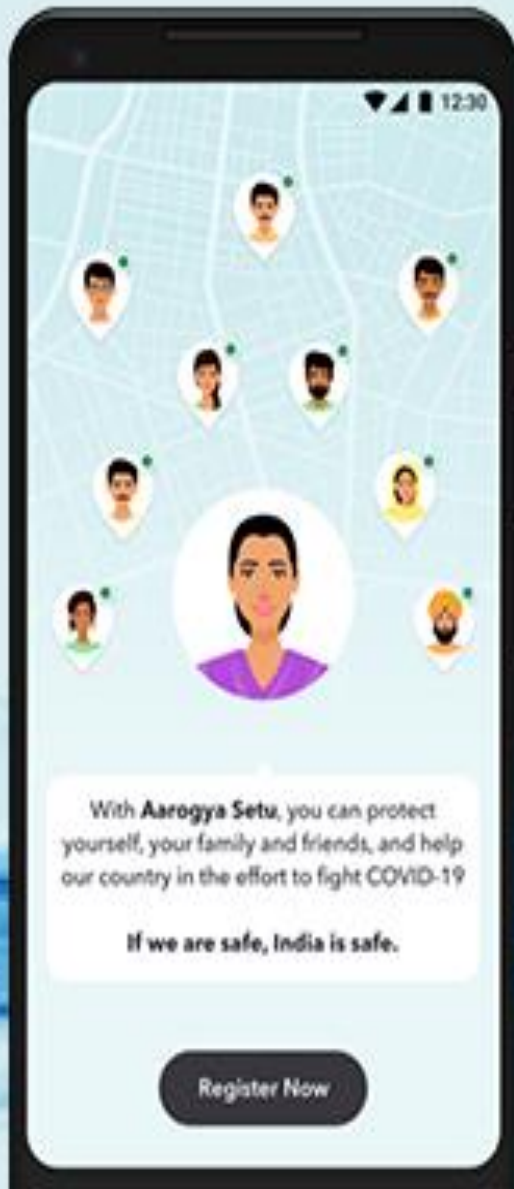 12:30
With Aarogya Setu, you can protect
yourself, your family and friends, and help
our country in the effort to fight COVID-19
If we are safe, India is safe.
Register Now